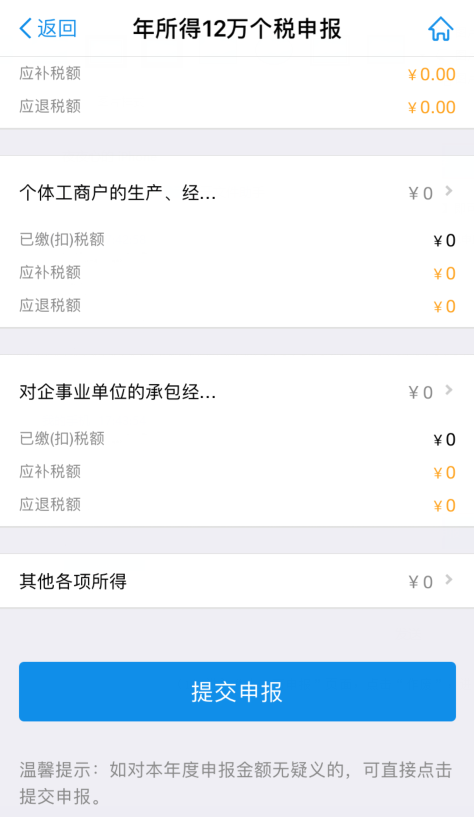 返回
年所得12万个税申报
应补税额 ¥0.00
应退税额 ¥0.00
个体工商户的生产、经... ¥0
已缴(扣)税额 ¥0
应补税额 ¥0
应退税额 ¥0
对企事业单位的承包经... ¥0
已缴(扣)税额 ¥0
应补税额 ¥0
应退税额 ¥0
其他各项所得 ¥0
提交申报
温馨提示：如对本年度申报金额无疑义的，可直接点击
提交申报。